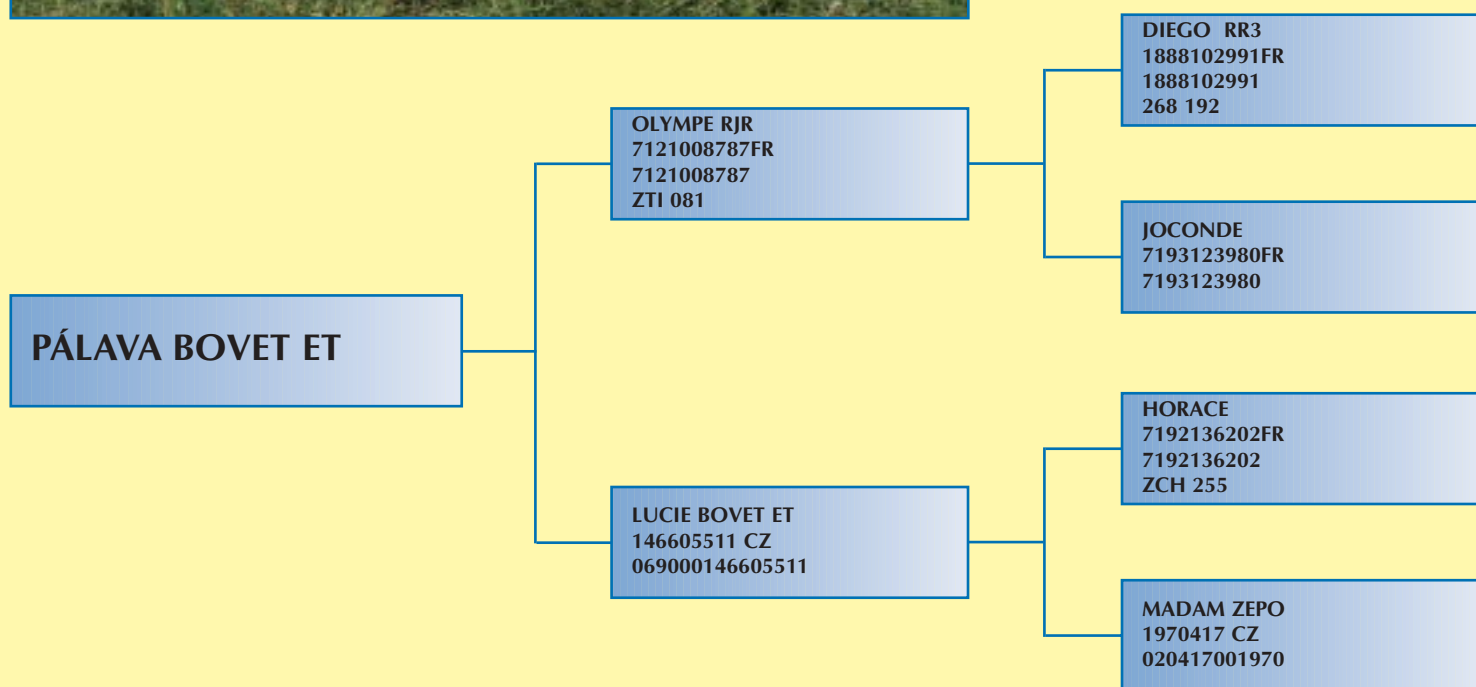 PÁLAVA BOVET ET
OLYMPE RJR
7121008787FR
7121008787
ZTI 081
LUCIE BOVET ET
146605511 CZ
069000146605511
DIEGO  RR3
1888102991FR
1888102991
268 192
JOCONDE
7193123980FR
7193123980
HORACE
7192136202FR
7192136202
ZCH 255
MADAM ZEPO
1970417 CZ
020417001970